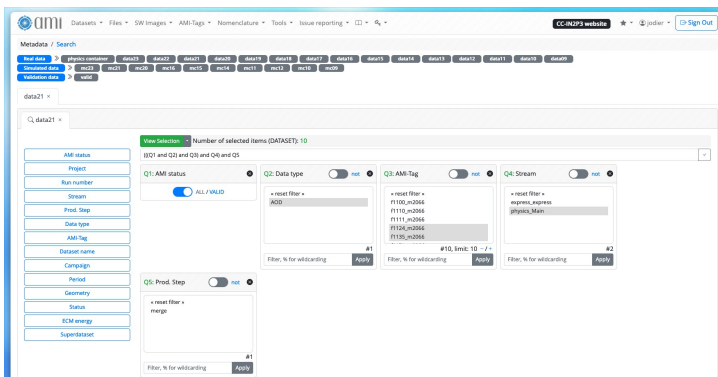 ami Datasets Files SW Images AMI-Tags Nomenclature Tools Issue reporting CC-IN2P3 website jodier Sign Out
Metadata / Search
Real data physics container data23 data22 data21 data20 data19 data18 data17 data16 data15 data14 data13 data12 data11 data10 data09
Simulated data mc23 mc21 mc20 mc16 mc15 mc14 mc11 mc12 mc10 mc09
Validation data valid
data21 ×
data21 ×
View Selection Number of selected items (DATASET): 10
((((Q1 and Q2) and Q3) and Q4) and Q5
AMI status
Project
Run number
Stream
Prod. Step
Data type
AMI-Tag
Dataset name
Campaign
Period
Geometry
Status
ECM energy
Superdataset
Q1: AMI status
ALL / VALID
Q2: Data type not
« reset filter »
AOD
#1
Filter, % for wildcarding Apply
Q3: AMI-Tag not
« reset filter »
f1100_m2066
f1110_m2066
f1111_m2066
f1124_m2066
f1135_m2066
#10, limit: 10 - / +
Filter, % for wildcarding Apply
Q4: Stream not
« reset filter »
express_express
physics_Main
#2
Filter, % for wildcarding Apply
Q5: Prod. Step not
« reset filter »
merge
#1
Filter, % for wildcarding Apply